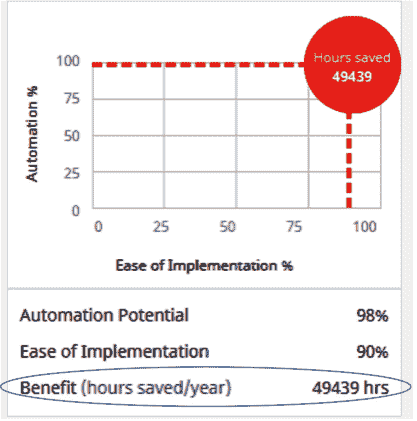 Hours saved
49439
Automation %
100
75
50
25
0
0 25 50 75 100
Ease of Implementation %
Automation Potential 98%
Ease of Implementation 90%
Benefit (hours saved/year) 49439 hrs